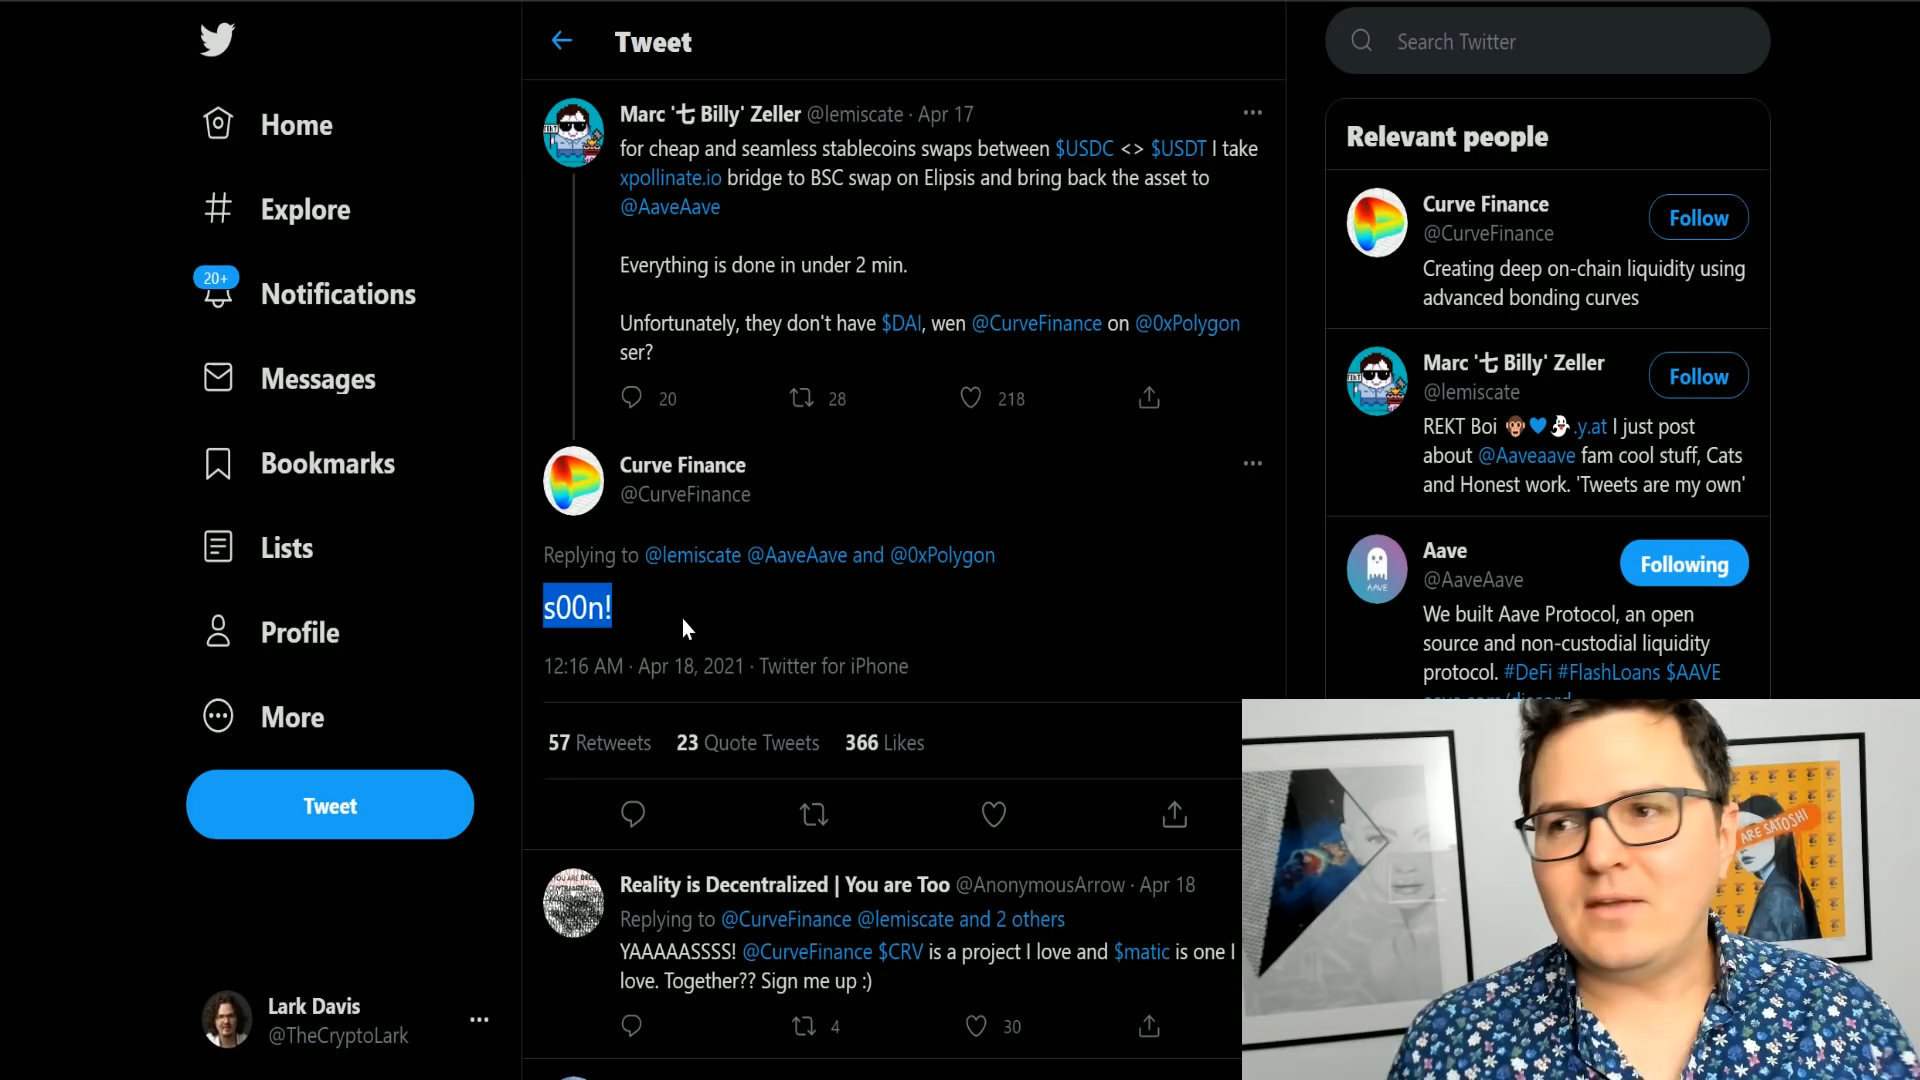 Home
Explore
20+
Notifications
Messages
Bookmarks
Lists
Profile
More
Tweet
Lark Davis
@TheCryptoLark
Tweet
Marc '七 Billy' Zeller @lemiscate · Apr 17
for cheap and seamless stablecoins swaps between $USDC <> $USDT I take
xpollinate.io bridge to BSC swap on Elipsis and bring back the asset to
@AaveAave
Everything is done in under 2 min.
Unfortunately, they don't have $DAI, wen @CurveFinance on @0xPolygon
ser?
20 28 218
Curve Finance
@CurveFinance
Replying to @lemiscate @AaveAave and @0xPolygon
s00n!
12:16 AM · Apr 18, 2021 · Twitter for iPhone
57 Retweets 23 Quote Tweets 366 Likes
Reality is Decentralized | You are Too @AnonymousArrow · Apr 18
Replying to @CurveFinance @lemiscate and 2 others
YAAAAASSSS! @CurveFinance $CRV is a project I love and $matic is one I
love. Together?? Sign me up :)
4 30
Search Twitter
Relevant people
Curve Finance
@CurveFinance
Follow
Creating deep on-chain liquidity using
advanced bonding curves
Marc '七 Billy' Zeller
@lemiscate
Follow
REKT Boi 🙊💙👻.y.at I just post
about @Aaveaave fam cool stuff, Cats
and Honest work. 'Tweets are my own'
Aave
@AaveAave
Following
AAVE
We built Aave Protocol, an open
source and non-custodial liquidity
protocol. #DeFi #FlashLoans $AAVE
ARE SATOSHI